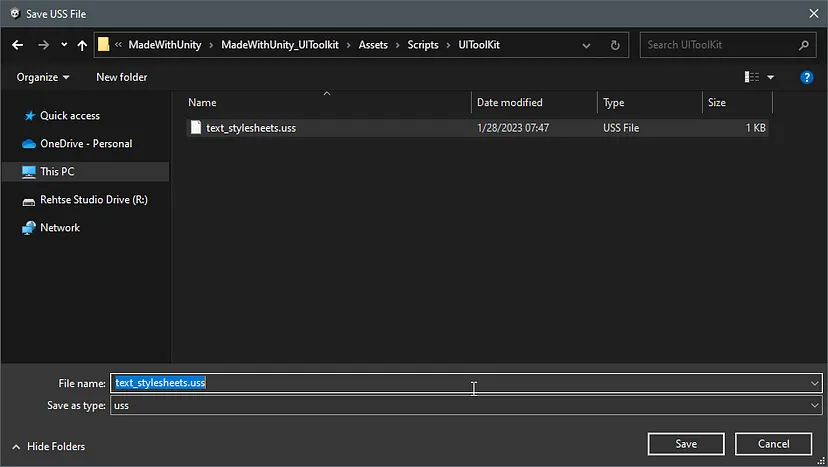 Save USS File
« MadeWithUnity > MadeWithUnity_UIToolkit > Assets > Scripts > UIToolKit
Search UIToolKit
Organize
New folder
?
Name Date modified Type Size
Quick access
OneDrive - Personal
This PC
Rehtse Studio Drive (R:)
Network
text_stylesheets.uss 1/28/2023 07:47 USS File 1 KB
File name: text_stylesheets.uss
Save as type: uss
Hide Folders
Save
Cancel